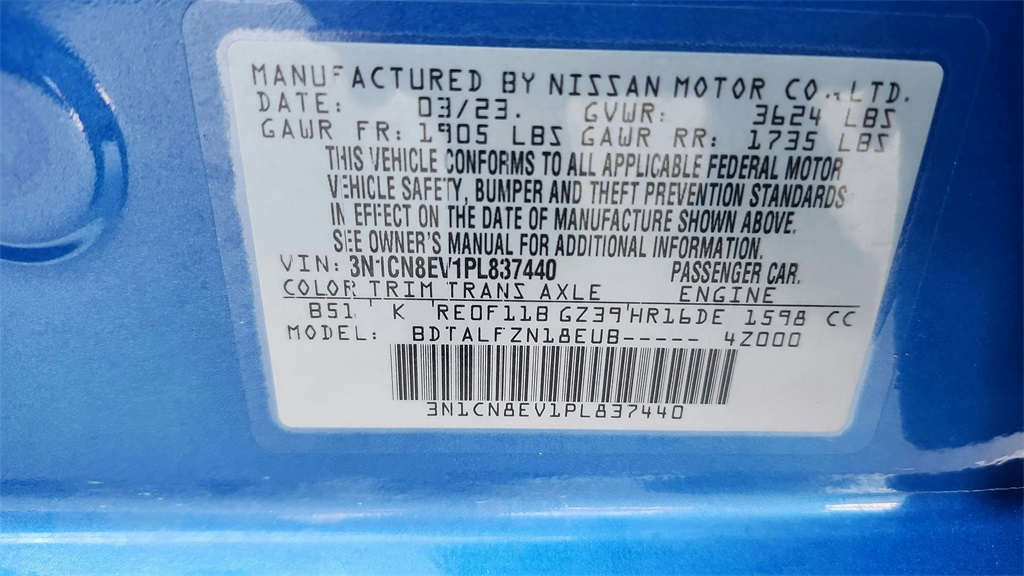 MANUFACTURED BY NISSAN MOTOR CO., LTD.
DATE: 03/23. GVWR: 3624 LBS
GAWR FR: 1905 LBS GAWR RR: 1735 LBS
THIS VEHICLE CONFORMS TO ALL APPLICABLE FEDERAL MOTOR
VEHICLE SAFETY, BUMPER AND THEFT PREVENTION STANDARDS
IN EFFECT ON THE DATE OF MANUFACTURE SHOWN ABOVE.
SEE OWNER'S MANUAL FOR ADDITIONAL INFORMATION.
VIN: 3N1CN8EV1PL837440 PASSENGER CAR.
COLOR TRIM TRANS AXLE ENGINE
B51 K RE0F11B GZ39 HR16DE 1598 CC
MODEL: BDTALFZN18EUB----- 4Z000
3N1CN8EV1PL837440